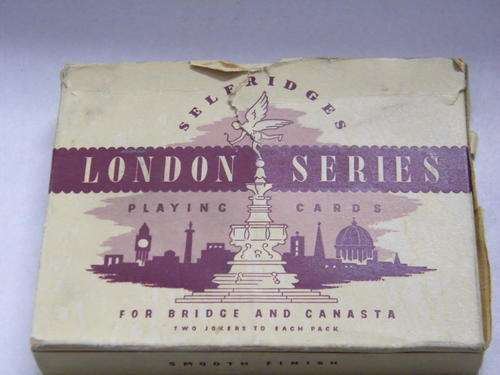 SELFRIDGES
LONDON SERIES
PLAYING CARDS
FOR BRIDGE AND CANASTA
TWO JOKERS TO EACH PACK
SMOOTH FINISH